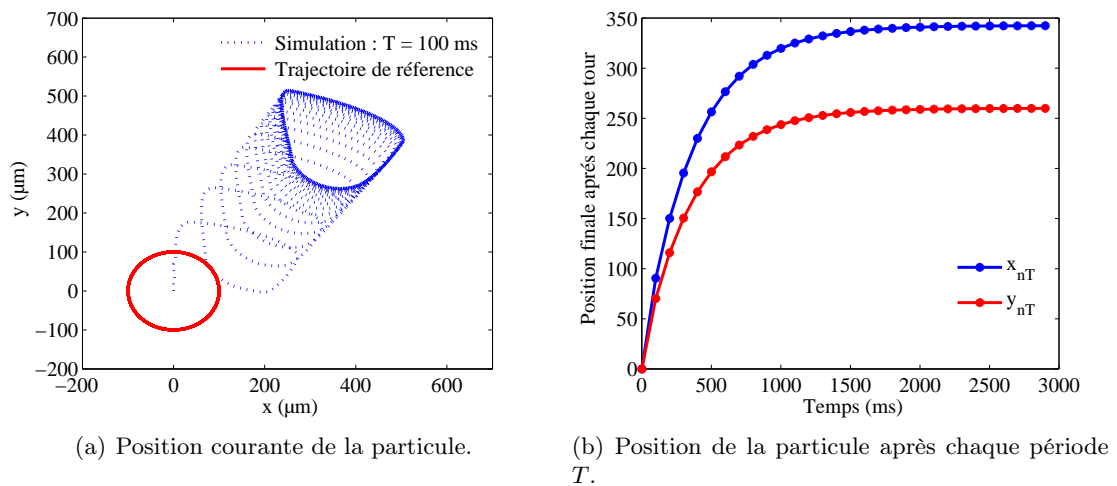 700
600
500
400
300
200
100
0
−100
−200
−200
0
200
400
600
y (µm)
x (µm)
Simulation : T = 100 ms
Trajectoire de réference
350
300
250
200
150
100
50
0
0
500
1000
1500
2000
2500
3000
Position finale aprés chaque tour
Temps (ms)
x_nT
y_nT
(a) Position courante de la particule.
(b) Position de la particule après chaque période
T.